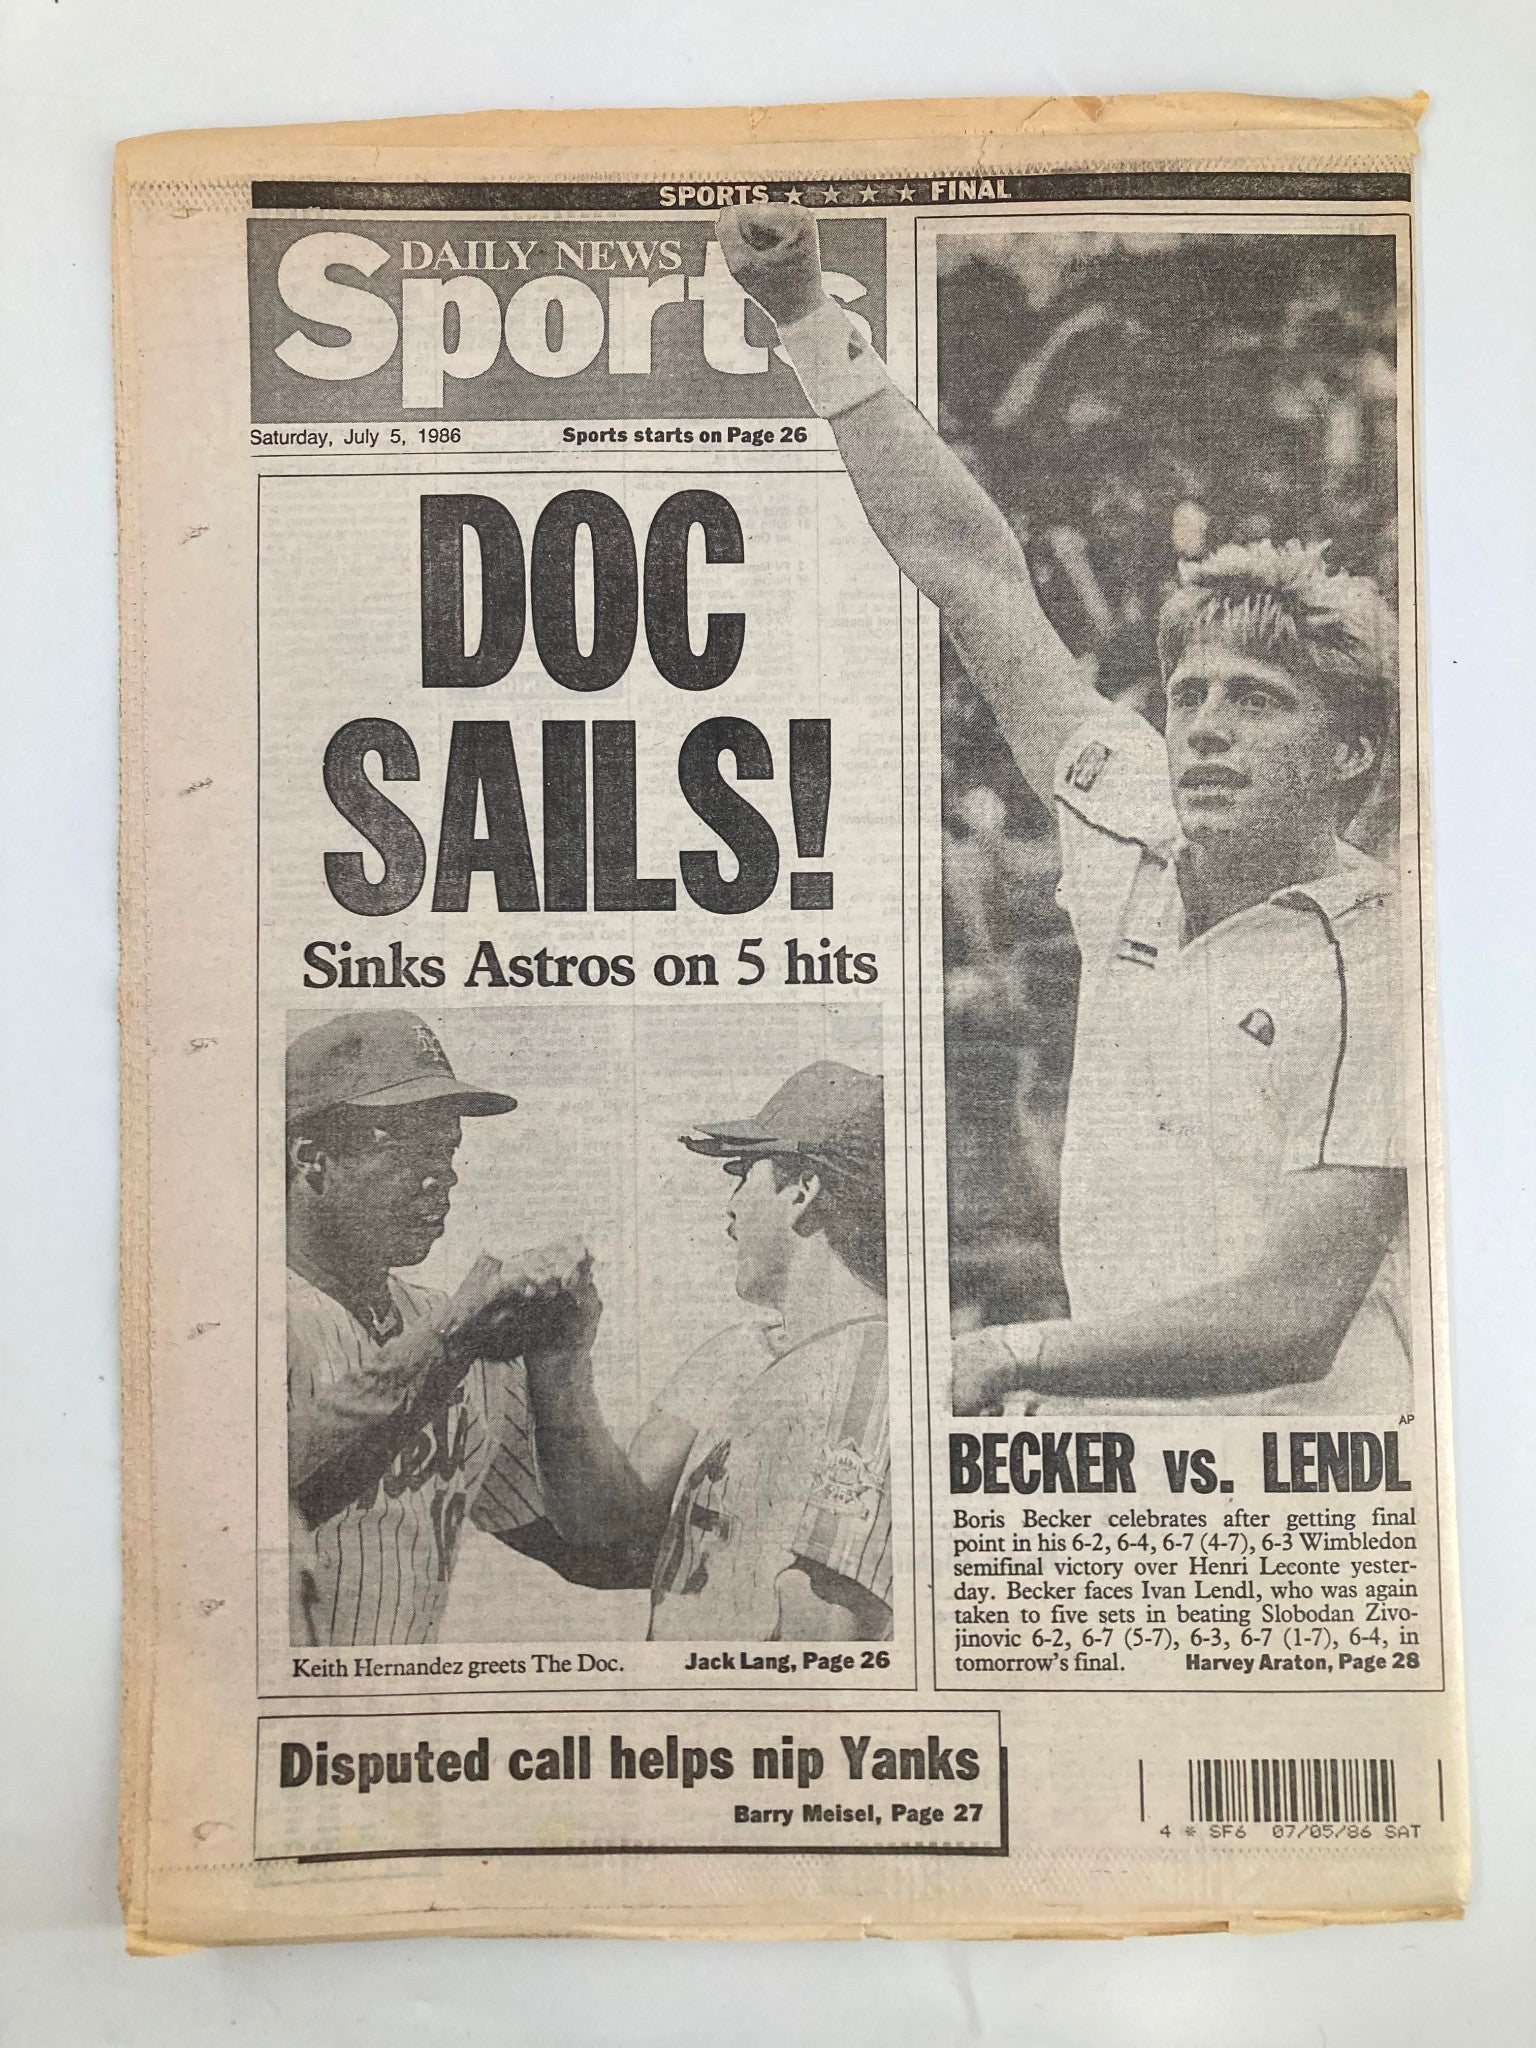 SPORTS ★ ★ ★ ★ FINAL
DAILY NEWS
Sports
Saturday, July 5, 1986
Sports starts on Page 26
DOC
SAILS!
Sinks Astros on 5 hits
Keith Hernandez greets The Doc.
Jack Lang, Page 26
AP
BECKER vs. LENDL
Boris Becker celebrates after getting final
point in his 6-2, 6-4, 6-7 (4-7), 6-3 Wimbledon
semifinal victory over Henri Leconte yester-
day. Becker faces Ivan Lendl, who was again
taken to five sets in beating Slobodan Zivo-
jinovic 6-2, 6-7 (5-7), 6-3, 6-7 (1-7), 6-4, in
tomorrow's final. Harvey Araton, Page 28
Disputed call helps nip Yanks
Barry Meisel, Page 27
4 * SF6 07/05/86 SAT